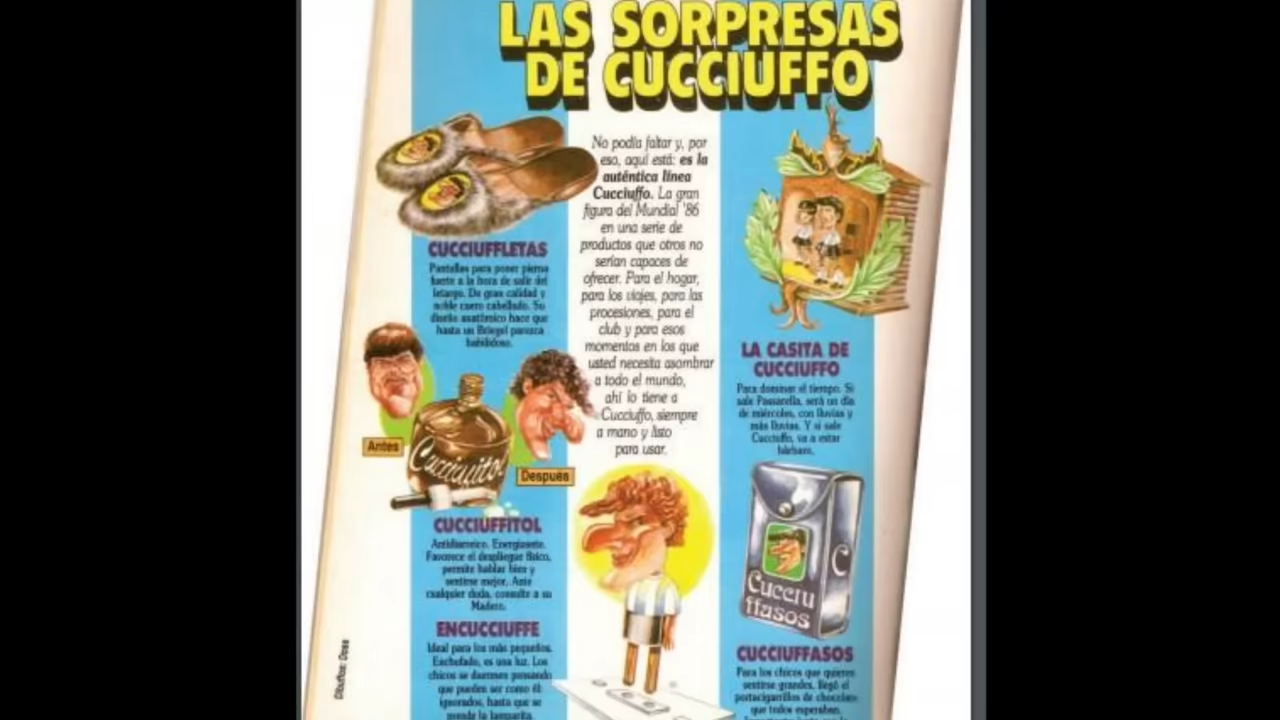 LAS SORPRESAS
DE CUCCIUFFO
No podía faltar y, por
eso, aquí está: es la
auténtica línea
Cucciuffo. La gran
figura del Mundial '86
en una serie de
productos que otros no
serían capaces de
ofrecer. Para el hogar,
para los viajes, para las
procesiones, para el
club y para esos
momentos en los que
usted necesita asombrar
a todo el mundo,
ahí lo tiene a
Cucciuffo, siempre
a mano y listo
para usar.
CUCCIUFFLETAS
Pantuflas para poner pierna
fuerte a la hora de salir del
letargo. De gran calidad y
noble cuero cabellado. Su
diseño anatómico hace que
hasta un Briegel parezca
habilidoso.
Antes
Después
CUCCIUFFITOL
Antidiarreico. Energizante.
Favorece el despliegue físico,
permite hablar bien y
sentirse mejor. Ante
cualquier duda, consulte a su
Madero.
ENCUCCIUFFE
Ideal para los más pequeños.
Enchufado, es una luz. Los
chicos se duermen pensando
que pueden ser como él:
ignorados, hasta que se
prende la lamparita.
LA CASITA DE
CUCCIUFFO
Para dominar el tiempo. Si
sale Passarella, será un día
de miércoles, con lluvias y
más lluvias. Y si sale
Cucciuffo, va a estar
bárbaro.
C
Cucciu
ffasos
CUCCIUFFASOS
Para los chicos que quieren
sentirse grandes, llegó el
portacigarrillos de chocolate
que todos esperaban.
Dibujos: Dosa